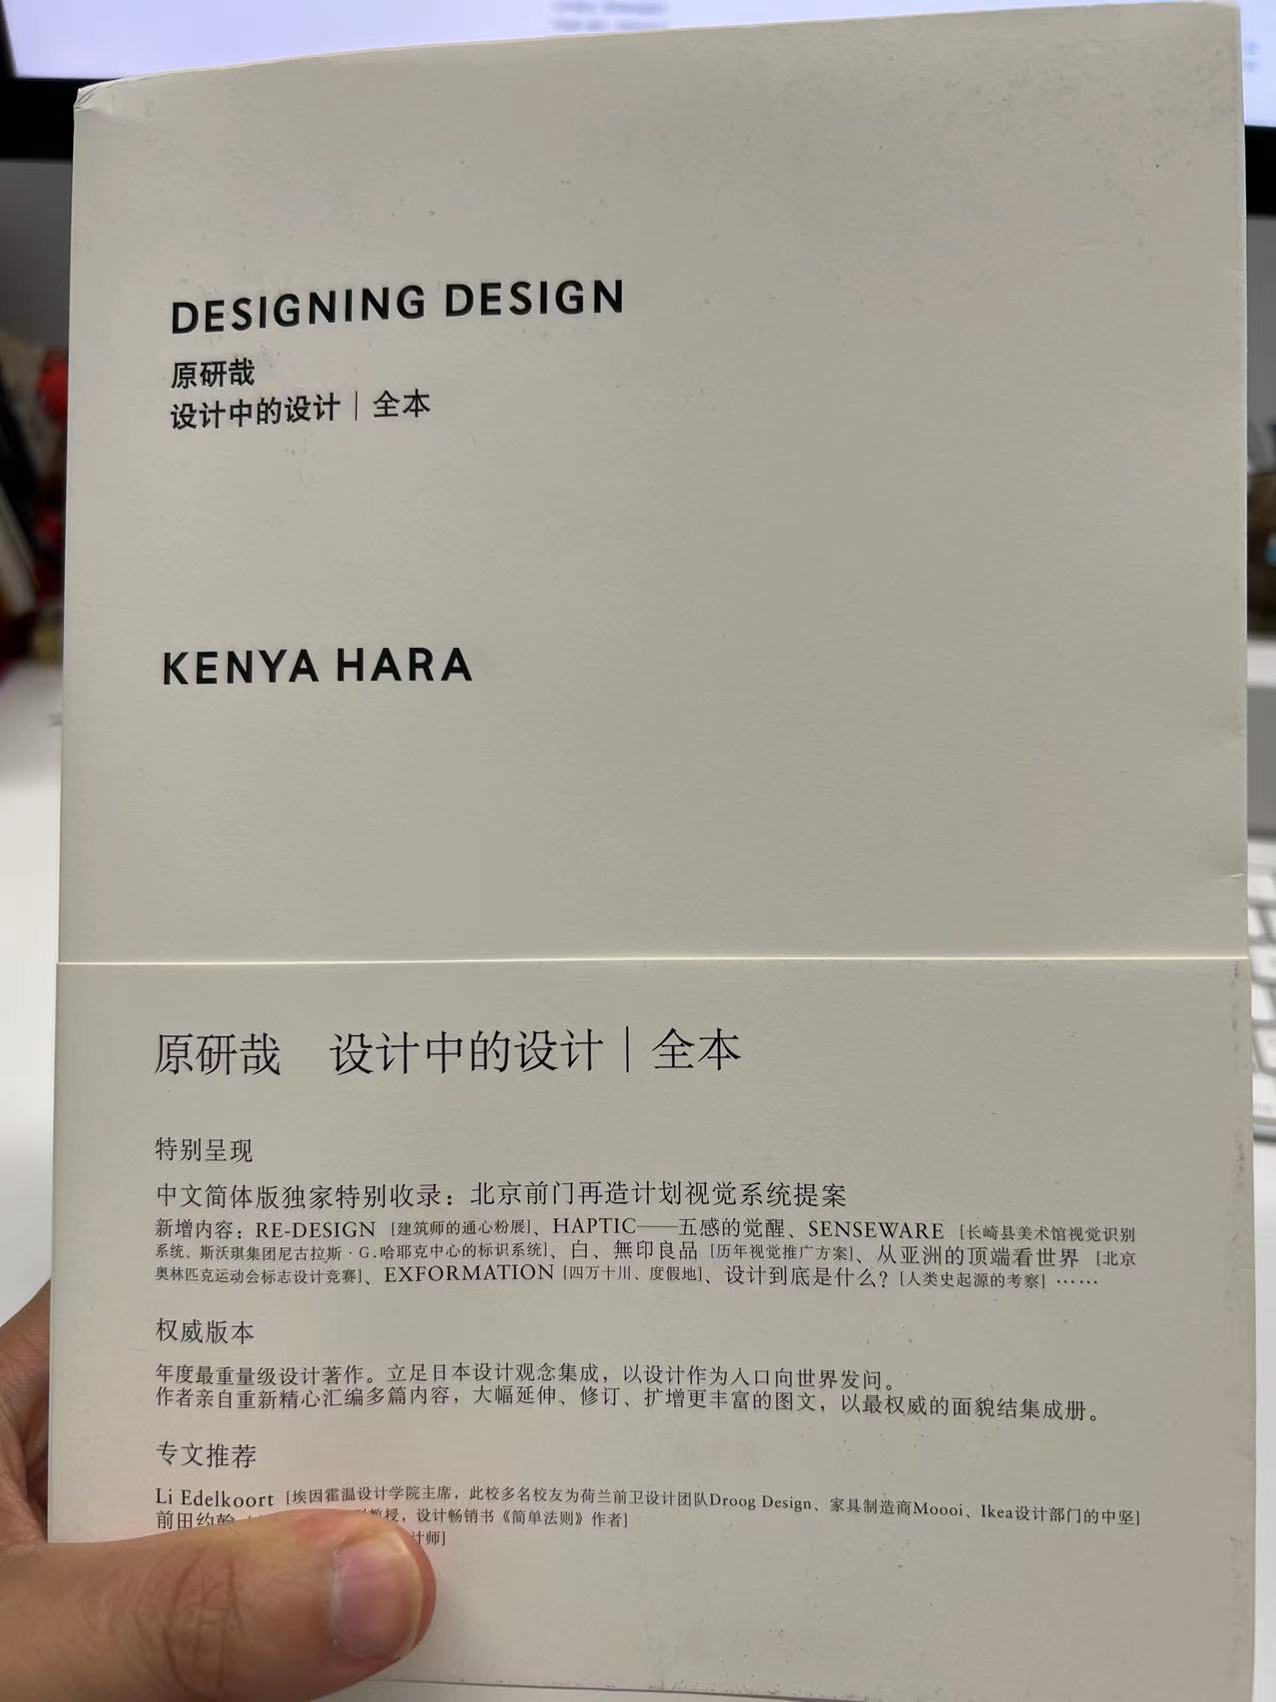 DESIGNING DESIGN
原研哉
设计中的设计｜全本
KENYA HARA
原研哉 设计中的设计｜全本
特别呈现
中文简体版独家特别收录：北京前门再造计划视觉系统提案
新增内容：RE-DESIGN [建筑师的通心粉展]、HAPTIC——五感的觉醒、SENSEWARE [长崎县美术馆视觉识别
系统、斯沃琪集团尼古拉斯·G.哈耶克中心的标识系统]、白、無印良品 [历年视觉推广方案]、从亚洲的顶端看世界 [北京
奥林匹克运动会标志设计竞赛]、EXFORMATION [四万十川、度假地]、设计到底是什么？[人类史起源的考察] ……
权威版本
年度最重量级设计著作。立足日本设计观念集成，以设计作为入口向世界发问。
作者亲自重新精心汇编多篇内容，大幅延伸、修订、扩增更丰富的图文，以最权威的面貌结集成册。
专文推荐
Li Edelkoort [埃因霍温设计学院主席，此校多名校友为荷兰前卫设计团队Droog Design、家具制造商Moooi、Ikea设计部门的中坚]
前田约翰 教授，设计畅销书《简单法则》作者]
计师]